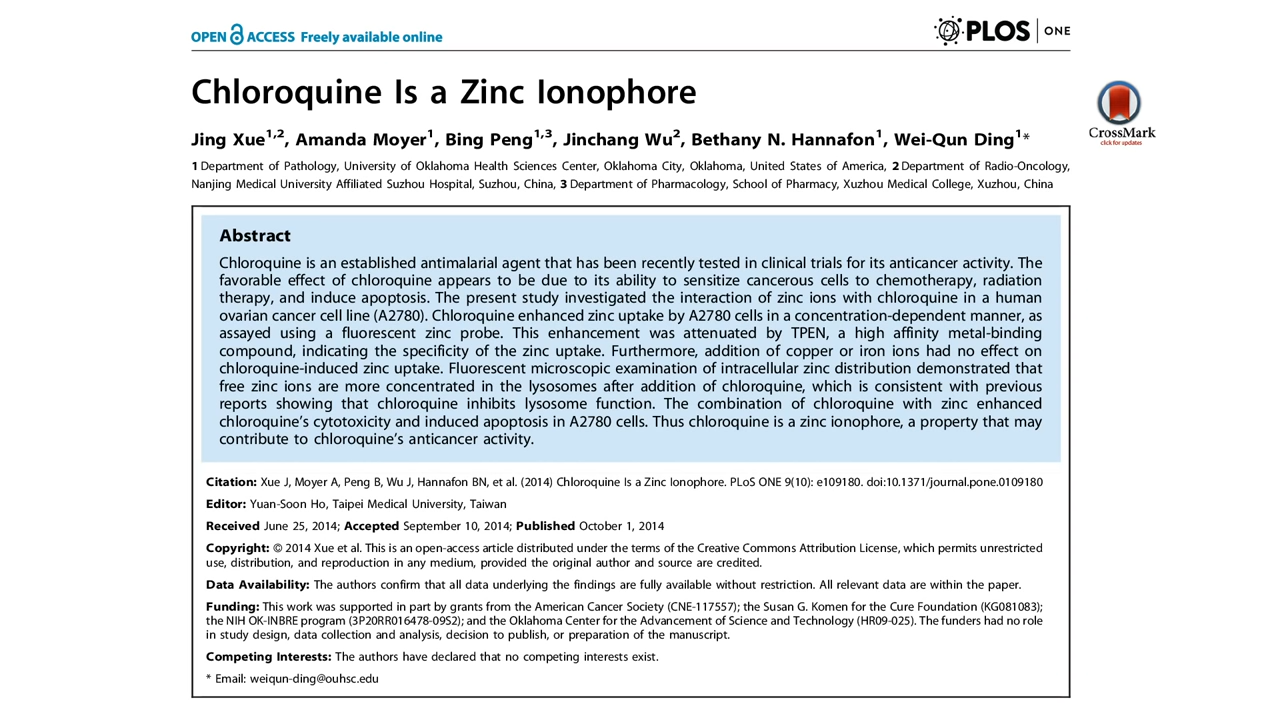 OPEN ACCESS Freely available online
PLOS ONE
Chloroquine Is a Zinc Ionophore
CrossMark
click for updates
Jing Xue1,2, Amanda Moyer1, Bing Peng1,3, Jinchang Wu2, Bethany N. Hannafon1, Wei-Qun Ding1*
1 Department of Pathology, University of Oklahoma Health Sciences Center, Oklahoma City, Oklahoma, United States of America, 2 Department of Radio-Oncology,
Nanjing Medical University Affiliated Suzhou Hospital, Suzhou, China, 3 Department of Pharmacology, School of Pharmacy, Xuzhou Medical College, Xuzhou, China
Abstract
Chloroquine is an established antimalarial agent that has been recently tested in clinical trials for its anticancer activity. The
favorable effect of chloroquine appears to be due to its ability to sensitize cancerous cells to chemotherapy, radiation
therapy, and induce apoptosis. The present study investigated the interaction of zinc ions with chloroquine in a human
ovarian cancer cell line (A2780). Chloroquine enhanced zinc uptake by A2780 cells in a concentration-dependent manner, as
assayed using a fluorescent zinc probe. This enhancement was attenuated by TPEN, a high affinity metal-binding
compound, indicating the specificity of the zinc uptake. Furthermore, addition of copper or iron ions had no effect on
chloroquine-induced zinc uptake. Fluorescent microscopic examination of intracellular zinc distribution demonstrated that
free zinc ions are more concentrated in the lysosomes after addition of chloroquine, which is consistent with previous
reports showing that chloroquine inhibits lysosome function. The combination of chloroquine with zinc enhanced
chloroquine's cytotoxicity and induced apoptosis in A2780 cells. Thus chloroquine is a zinc ionophore, a property that may
contribute to chloroquine's anticancer activity.
Citation: Xue J, Moyer A, Peng B, Wu J, Hannafon BN, et al. (2014) Chloroquine Is a Zinc Ionophore. PLoS ONE 9(10): e109180. doi:10.1371/journal.pone.0109180
Editor: Yuan-Soon Ho, Taipei Medical University, Taiwan
Received June 25, 2014; Accepted September 10, 2014; Published October 1, 2014
Copyright: © 2014 Xue et al. This is an open-access article distributed under the terms of the Creative Commons Attribution License, which permits unrestricted
use, distribution, and reproduction in any medium, provided the original author and source are credited.
Data Availability: The authors confirm that all data underlying the findings are fully available without restriction. All relevant data are within the paper.
Funding: This work was supported in part by grants from the American Cancer Society (CNE-117557); the Susan G. Komen for the Cure Foundation (KG081083);
the NIH OK-INBRE program (3P20RR016478-09S2); and the Oklahoma Center for the Advancement of Science and Technology (HR09-025). The funders had no role
in study design, data collection and analysis, decision to publish, or preparation of the manuscript.
Competing Interests: The authors have declared that no competing interests exist.
* Email: weiqun-ding@ouhsc.edu